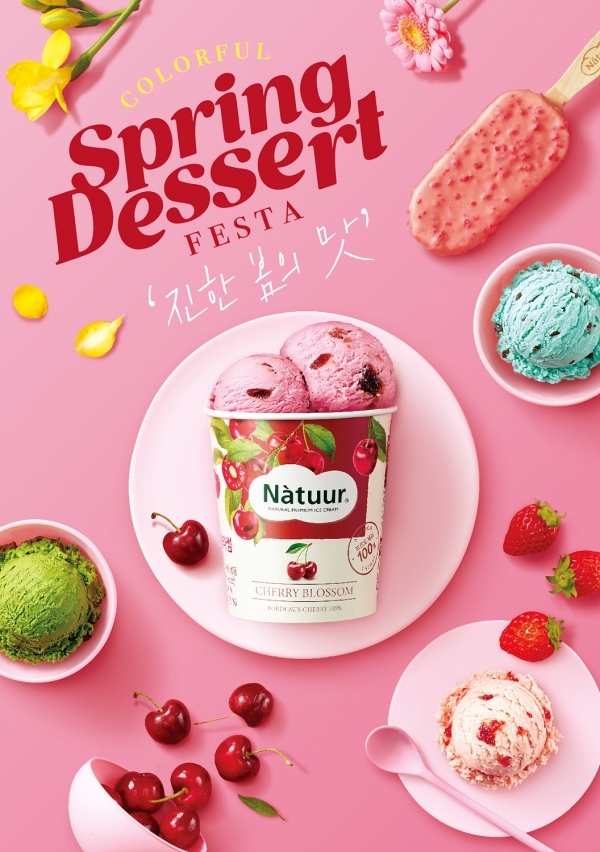 COLORFUL
Spring
Dessert
FESTA
'진한 봄의 맛'
Nàtuur
NATURAL PREMIUM ICE CREAM
100%
CHERRY BLOSSOM
BORDEAUX CHERRY 100%